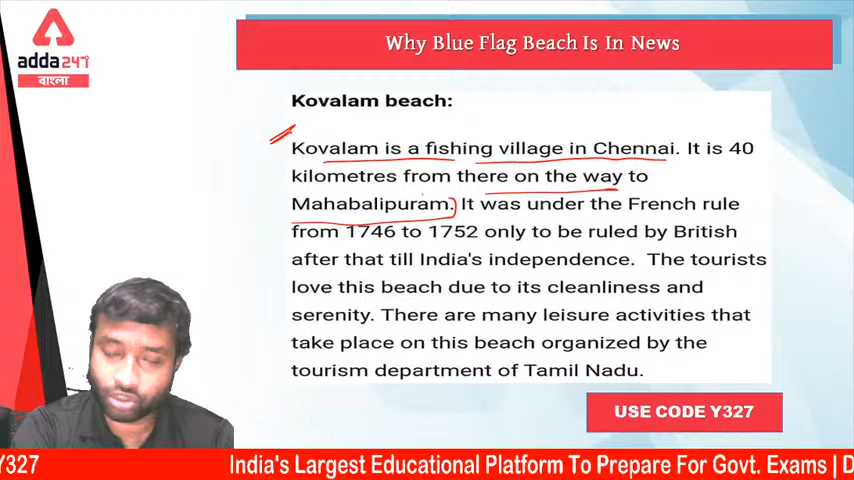 Why Blue Flag Beach Is In News
adda247
বাংলা
Kovalam beach:
Kovalam is a fishing village in Chennai. It is 40
kilometres from there on the way to
Mahabalipuram. It was under the French rule
from 1746 to 1752 only to be ruled by British
after that till India's independence. The tourists
love this beach due to its cleanliness and
serenity. There are many leisure activities that
take place on this beach organized by the
tourism department of Tamil Nadu.
USE CODE Y327
Y327 India's Largest Educational Platform To Prepare For Govt. Exams | D